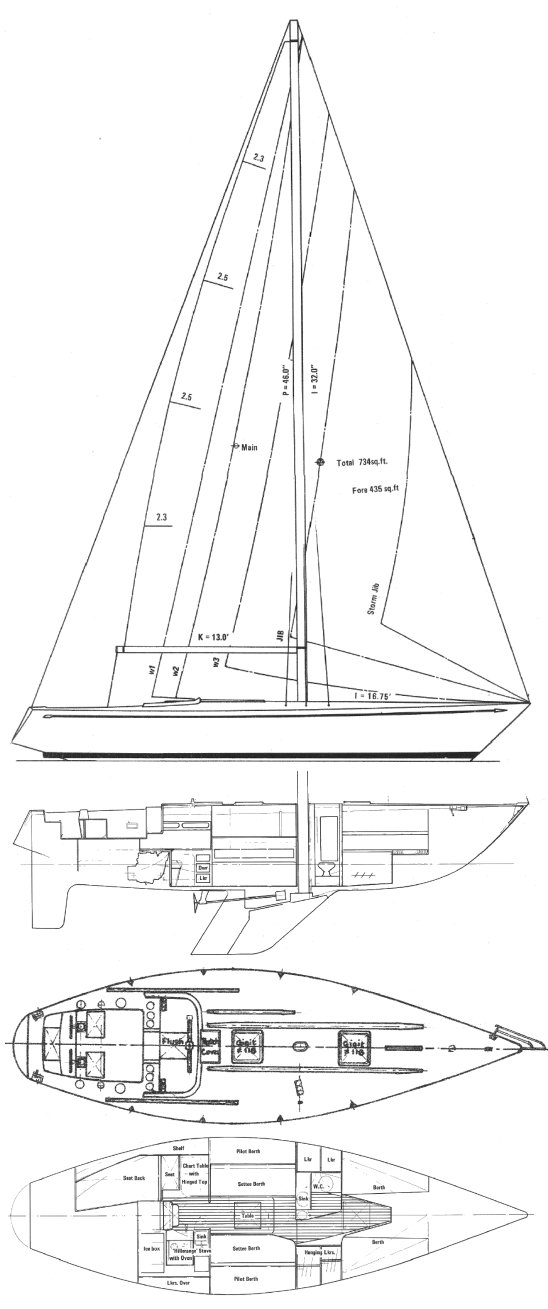 2.3
2.5
2.5
2.3
P = 46.0"
I = 32.0"
Main
Total 734sq.ft.
Fore 435 sq.ft
Storm Jib
K = 13.0'
JIB
w1
w2
w3
I = 16.75'
Dwr
Lkr
Flush
Hatch
Cover
Shelf
Pilot Berth
Lkr
Lkr
Seat Back
Seat
Chart Table
with
Hinged Top
Settee Berth
W.C.
Sink
Berth
Table
Ice box
Sink
"Hillerange" Stove
with Oven
Settee Berth
Hanging Lkrs.
Berth
Lkrs. Over
Pilot Berth